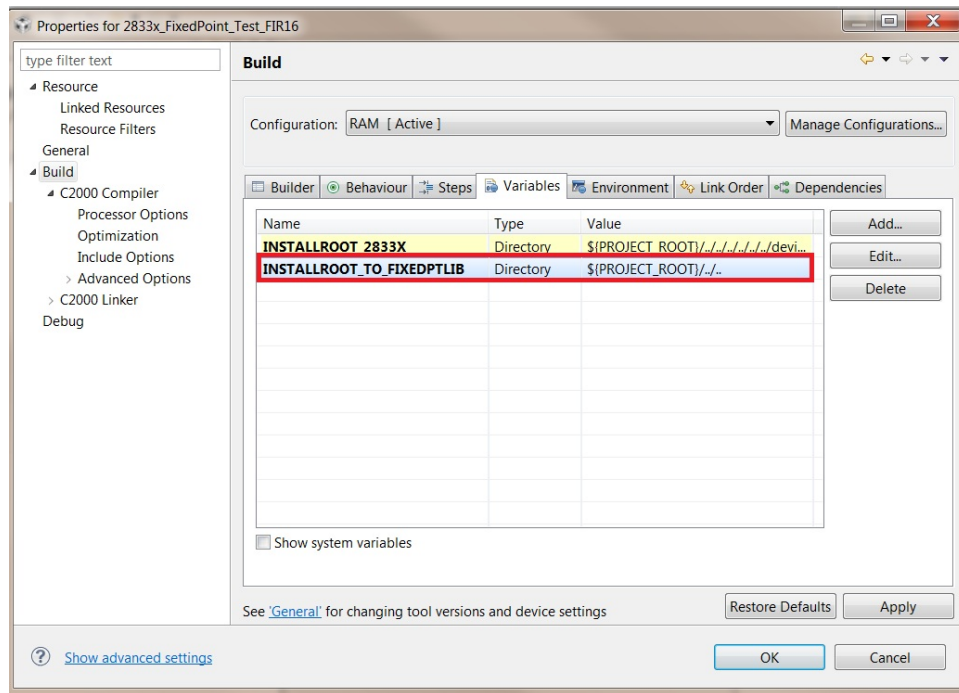 Properties for 2833x_FixedPoint_Test_FIR16
type filter text
Resource
Linked Resources
Resource Filters
General
Build
C2000 Compiler
Processor Options
Optimization
Include Options
Advanced Options
C2000 Linker
Debug
Build
Configuration: RAM [ Active ] Manage Configurations...
Builder Behaviour Steps Variables Environment Link Order Dependencies
Name Type Value
INSTALLROOT_2833X Directory ${PROJECT_ROOT}/../../../../../../devi...
INSTALLROOT_TO_FIXEDPTLIB Directory ${PROJECT_ROOT}/../..
Add...
Edit...
Delete
Show system variables
See 'General' for changing tool versions and device settings
Restore Defaults Apply
Show advanced settings
OK Cancel